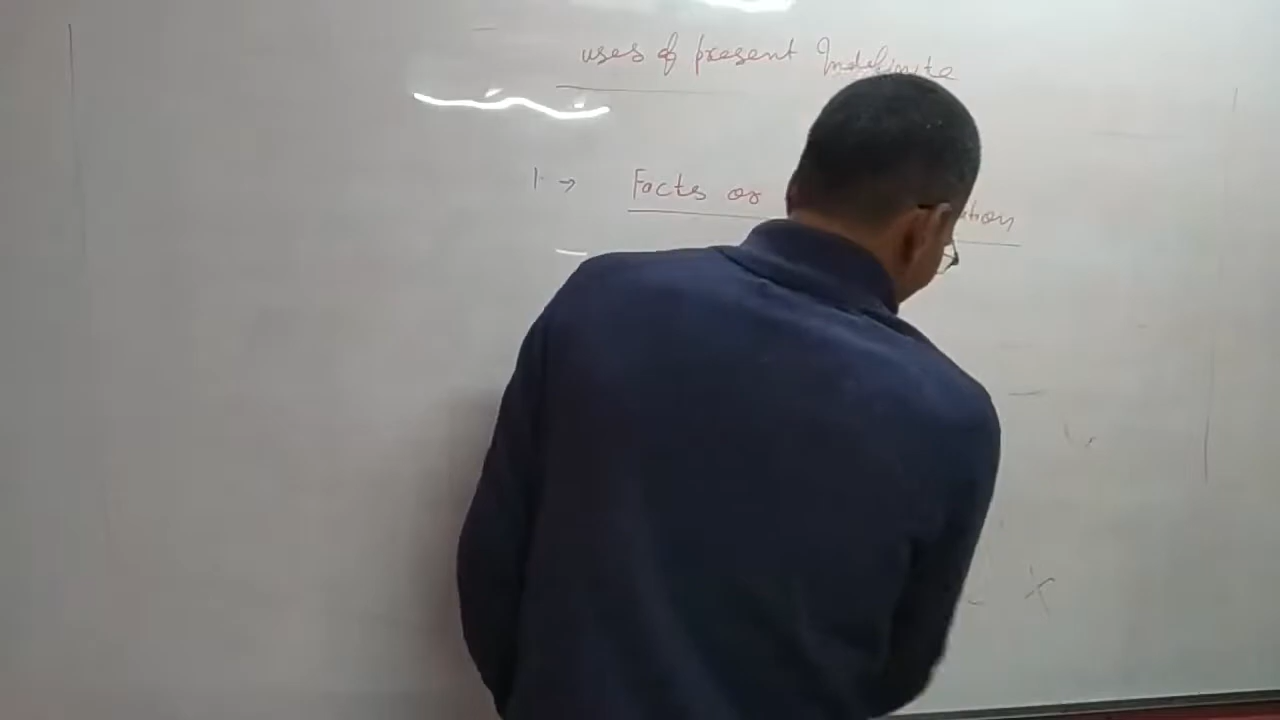 uses of present Indefinite
1. → Facts or